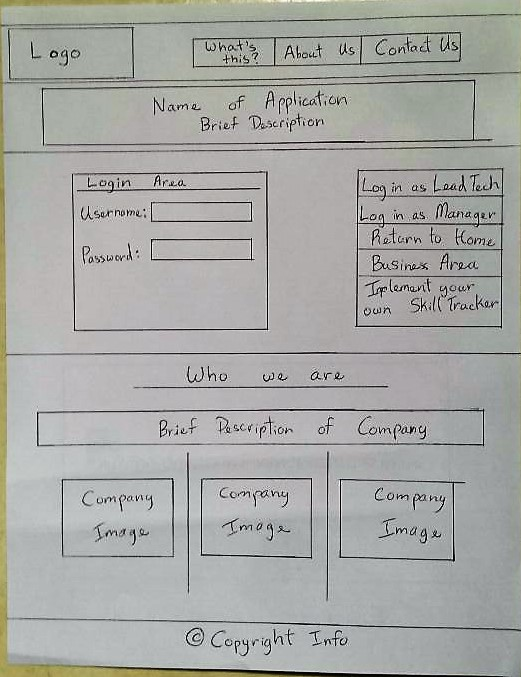 Logo
What's this?
About Us
Contact Us
Name of Application
Brief Description
Login Area
Username:
Password:
Log in as Lead Tech
Log in as Manager
Return to Home
Business Area
Implement your
own Skill Tracker
Who we are
Brief Description of Company
Company
Image
Company
Image
Company
Image
© Copyright Info